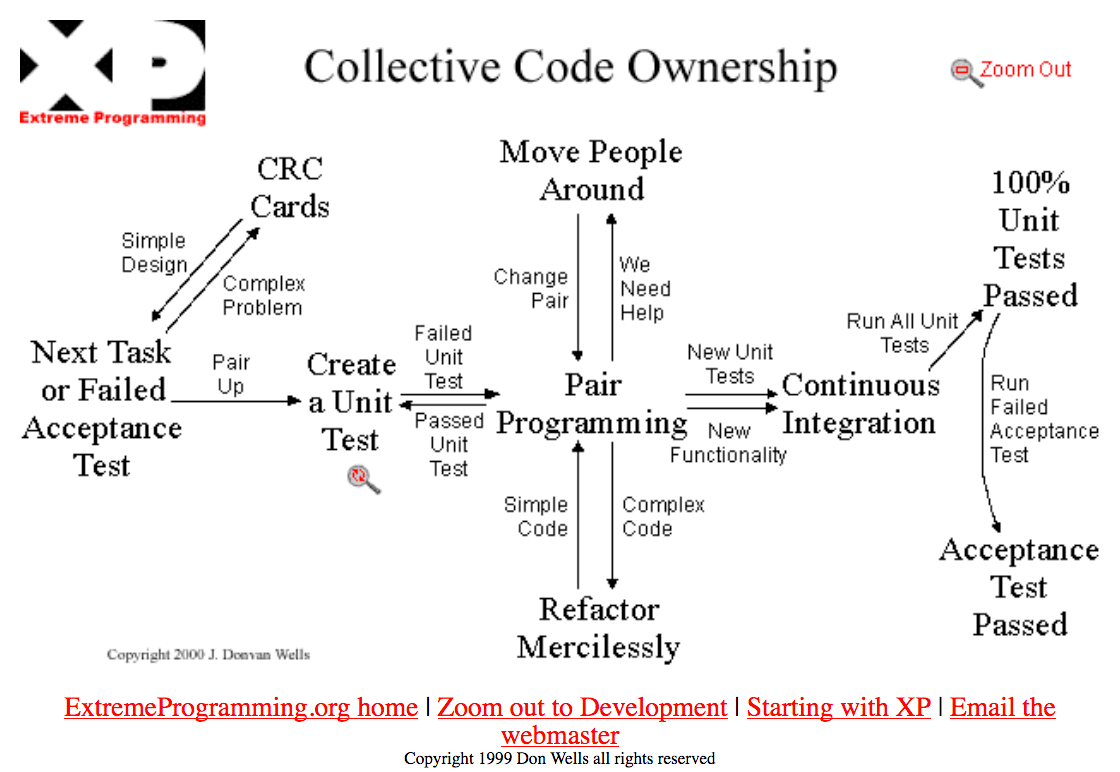 XP
Extreme Programming
Collective Code Ownership
Zoom Out
CRC
Cards
Simple
Design
Complex
Problem
Next Task
or Failed
Acceptance
Test
Pair
Up
Create
a Unit
Test
Failed
Unit
Test
Passed
Unit
Test
Move People
Around
Change
Pair
We
Need
Help
Pair
Programming
Simple
Code
Complex
Code
Refactor
Mercilessly
New Unit
Tests
New
Functionality
Continuous
Integration
Run All Unit
Tests
100%
Unit
Tests
Passed
Run
Failed
Acceptance
Test
Acceptance
Test
Passed
Copyright 2000 J. Donvan Wells
ExtremeProgramming.org home | Zoom out to Development | Starting with XP | Email the
webmaster
Copyright 1999 Don Wells all rights reserved